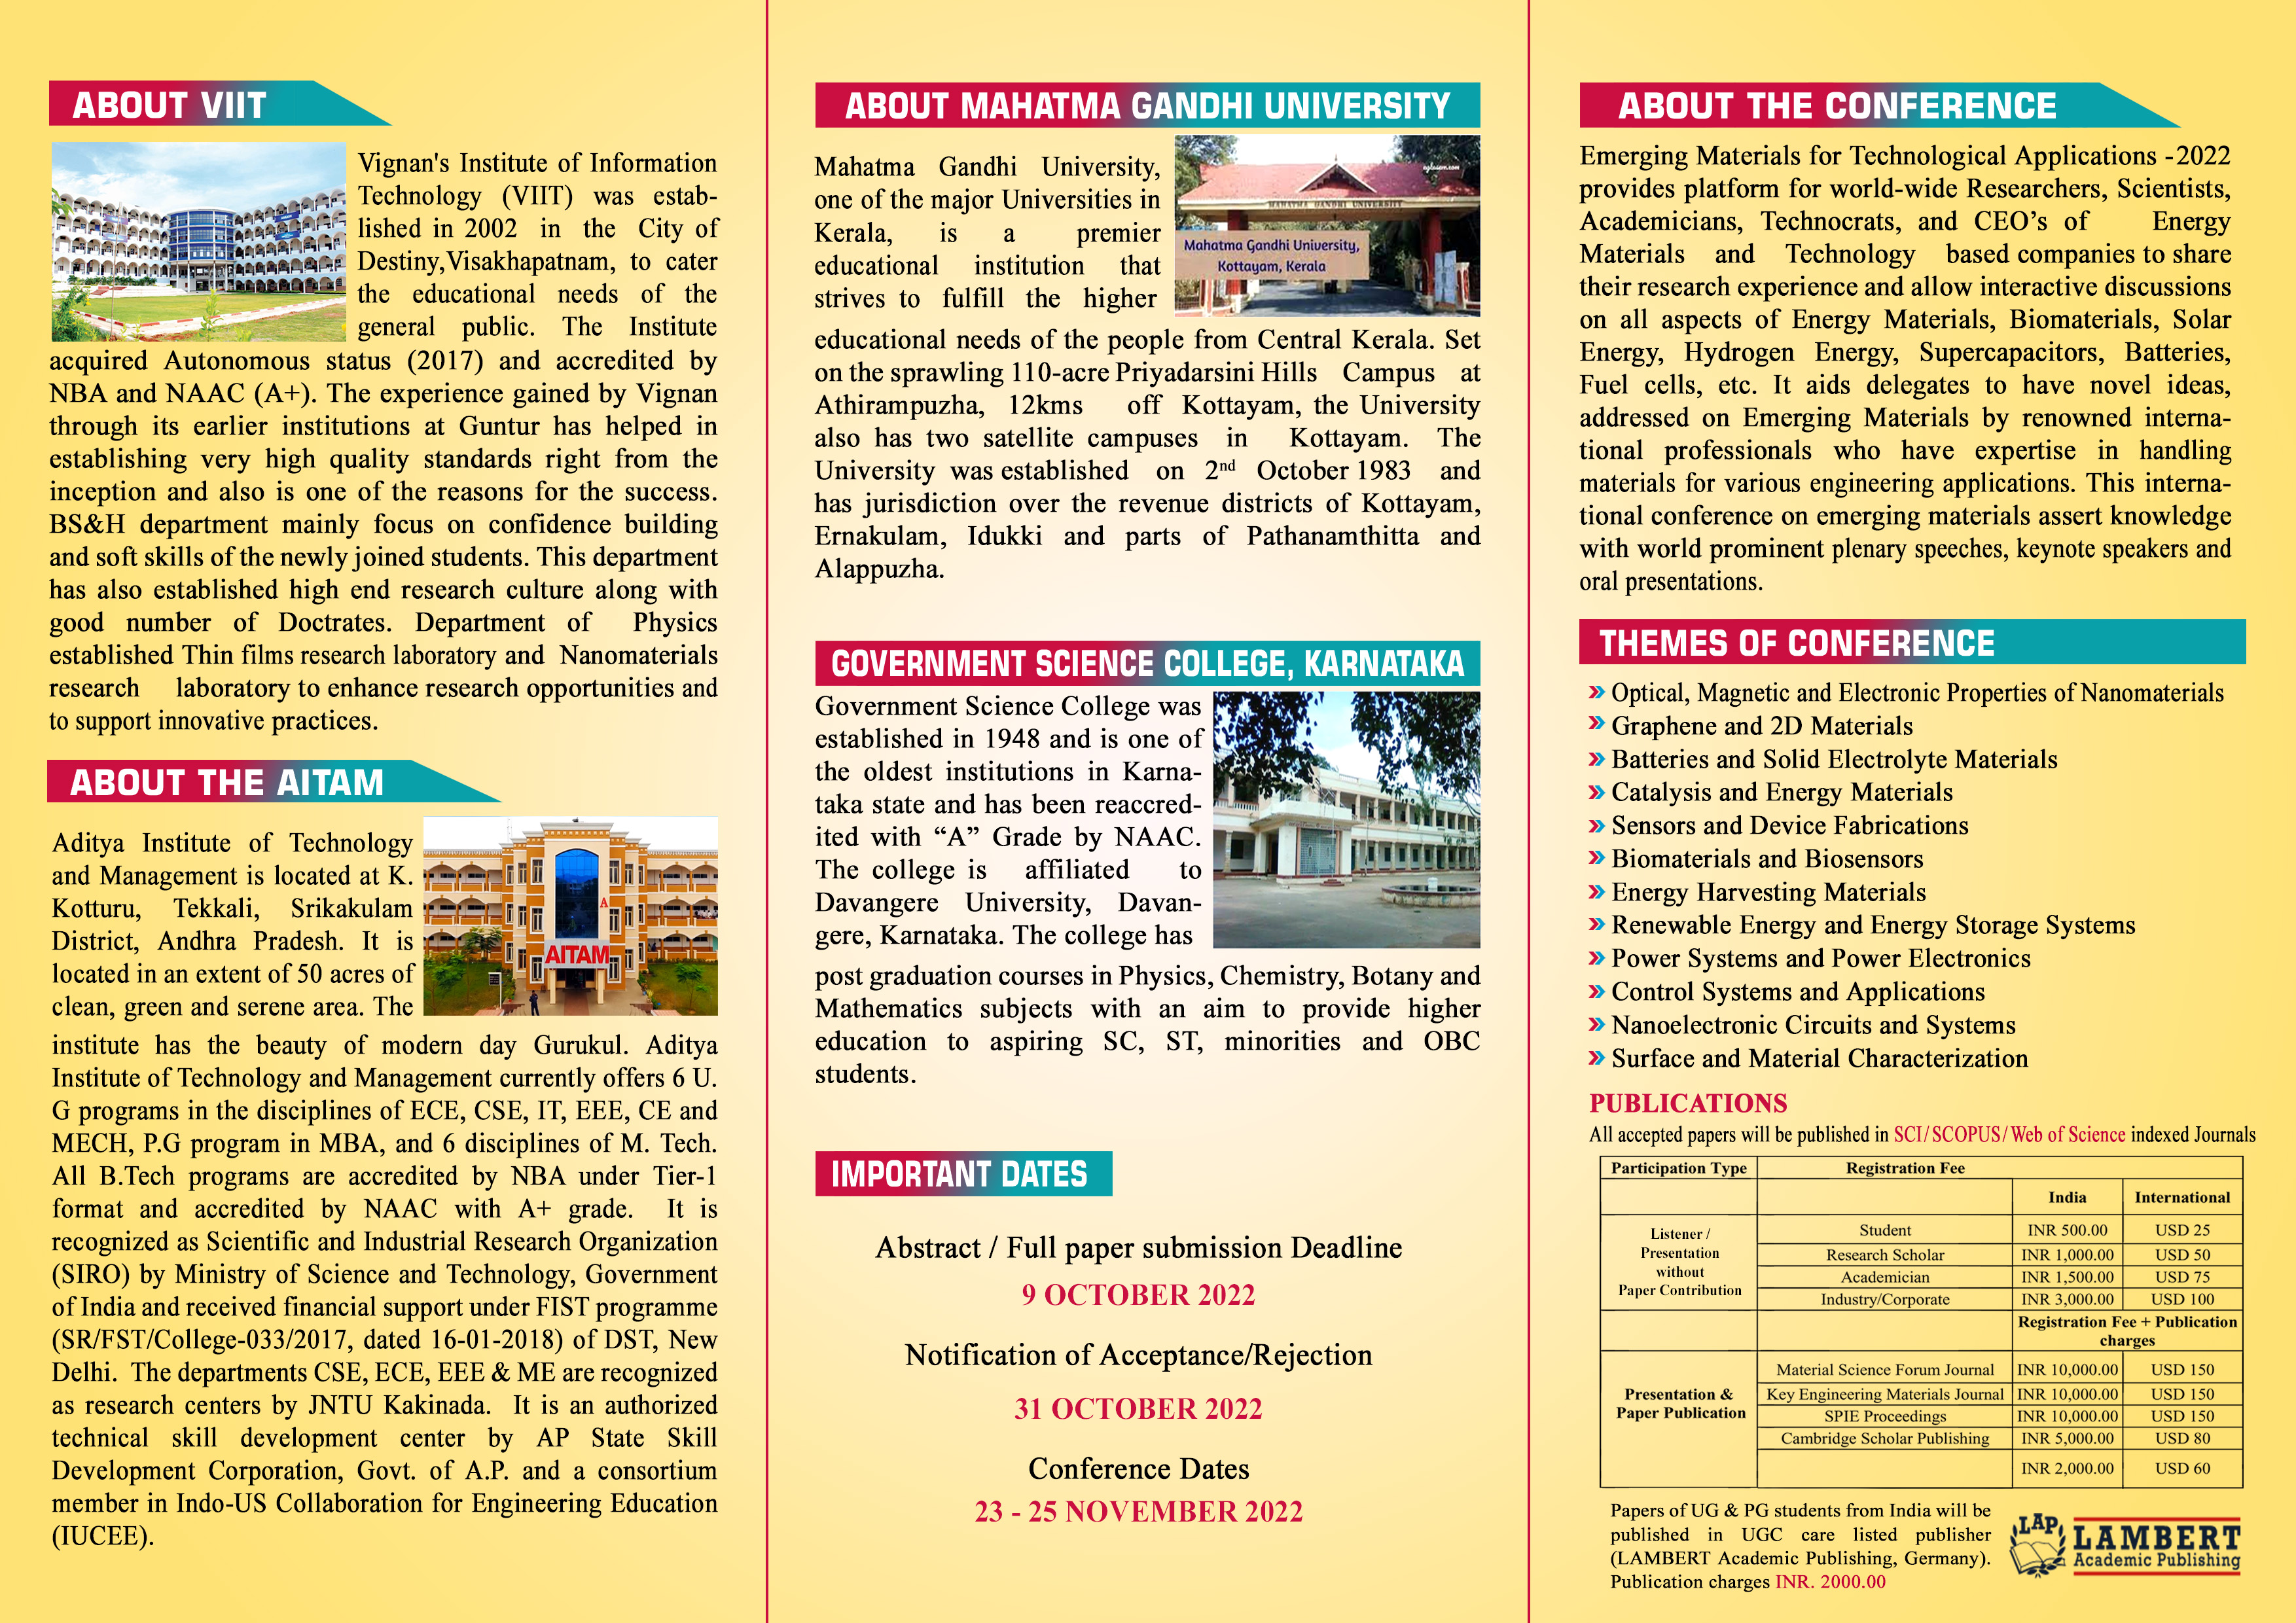 ABOUT VIIT
Vignan's Institute of Information
Technology (VIIT) was estab-
lished in 2002 in the City of
Destiny,Visakhapatnam, to cater
the educational needs of the
general public. The Institute
acquired Autonomous status (2017) and accredited by
NBA and NAAC (A+). The experience gained by Vignan
through its earlier institutions at Guntur has helped in
establishing very high quality standards right from the
inception and also is one of the reasons for the success.
BS&H department mainly focus on confidence building
and soft skills of the newly joined students. This department
has also established high end research culture along with
good number of Doctrates. Department of Physics
established Thin films research laboratory and Nanomaterials
research laboratory to enhance research opportunities and
to support innovative practices.
ABOUT THE AITAM
Aditya Institute of Technology
and Management is located at K.
Kotturu, Tekkali, Srikakulam
District, Andhra Pradesh. It is
located in an extent of 50 acres of
clean, green and serene area. The
A
AITAM
institute has the beauty of modern day Gurukul. Aditya
Institute of Technology and Management currently offers 6 U.
G programs in the disciplines of ECE, CSE, IT, EEE, CE and
MECH, P.G program in MBA, and 6 disciplines of M. Tech.
All B.Tech programs are accredited by NBA under Tier-1
format and accredited by NAAC with A+ grade. It is
recognized as Scientific and Industrial Research Organization
(SIRO) by Ministry of Science and Technology, Government
of India and received financial support under FIST programme
(SR/FST/College-033/2017, dated 16-01-2018) of DST, New
Delhi. The departments CSE, ECE, EEE & ME are recognized
as research centers by JNTU Kakinada. It is an authorized
technical skill development center by AP State Skill
Development Corporation, Govt. of A.P. and a consortium
member in Indo-US Collaboration for Engineering Education
(IUCEE).
ABOUT MAHATMA GANDHI UNIVERSITY
Mahatma Gandhi University,
one of the major Universities in
Kerala, is a premier
educational institution that
strives to fulfill the higher
MAHATMA GANDHI UNIVERSITY
Mahatma Gandhi University,
Kottayam, Kerala
educational needs of the people from Central Kerala. Set
on the sprawling 110-acre Priyadarsini Hills Campus at
Athirampuzha, 12kms off Kottayam, the University
also has two satellite campuses in Kottayam. The
University was established on 2nd October 1983 and
has jurisdiction over the revenue districts of Kottayam,
Ernakulam, Idukki and parts of Pathanamthitta and
Alappuzha.
GOVERNMENT SCIENCE COLLEGE, KARNATAKA
Government Science College was
established in 1948 and is one of
the oldest institutions in Karna-
taka state and has been reaccred-
ited with “A” Grade by NAAC.
The college is affiliated to
Davangere University, Davan-
gere, Karnataka. The college has
post graduation courses in Physics, Chemistry, Botany and
Mathematics subjects with an aim to provide higher
education to aspiring SC, ST, minorities and OBC
students.
IMPORTANT DATES
Abstract / Full paper submission Deadline
9 OCTOBER 2022
Notification of Acceptance/Rejection
31 OCTOBER 2022
Conference Dates
23 - 25 NOVEMBER 2022
ABOUT THE CONFERENCE
Emerging Materials for Technological Applications -2022
provides platform for world-wide Researchers, Scientists,
Academicians, Technocrats, and CEO’s of Energy
Materials and Technology based companies to share
their research experience and allow interactive discussions
on all aspects of Energy Materials, Biomaterials, Solar
Energy, Hydrogen Energy, Supercapacitors, Batteries,
Fuel cells, etc. It aids delegates to have novel ideas,
addressed on Emerging Materials by renowned interna-
tional professionals who have expertise in handling
materials for various engineering applications. This interna-
tional conference on emerging materials assert knowledge
with world prominent plenary speeches, keynote speakers and
oral presentations.
THEMES OF CONFERENCE
Optical, Magnetic and Electronic Properties of Nanomaterials
Graphene and 2D Materials
Batteries and Solid Electrolyte Materials
Catalysis and Energy Materials
Sensors and Device Fabrications
Biomaterials and Biosensors
Energy Harvesting Materials
Renewable Energy and Energy Storage Systems
Power Systems and Power Electronics
Control Systems and Applications
Nanoelectronic Circuits and Systems
Surface and Material Characterization
PUBLICATIONS
All accepted papers will be published in SCI/SCOPUS/Web of Science indexed Journals
Participation Type Registration Fee
India International
Listener /
Presentation
without
Paper Contribution
Student INR 500.00 USD 25
Research Scholar INR 1,000.00 USD 50
Academician INR 1,500.00 USD 75
Industry/Corporate INR 3,000.00 USD 100
Registration Fee + Publication
charges
Presentation &
Paper Publication
Material Science Forum Journal INR 10,000.00 USD 150
Key Engineering Materials Journal INR 10,000.00 USD 150
SPIE Proceedings INR 10,000.00 USD 150
Cambridge Scholar Publishing INR 5,000.00 USD 80
INR 2,000.00 USD 60
Papers of UG & PG students from India will be
published in UGC care listed publisher
(LAMBERT Academic Publishing, Germany).
Publication charges INR. 2000.00
LAP
LAMBERT
Academic Publishing